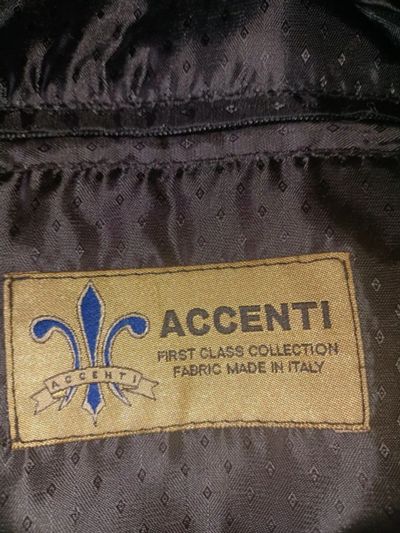 ACCENTI
FIRST CLASS COLLECTION
FABRIC MADE IN ITALY
ACCENTI